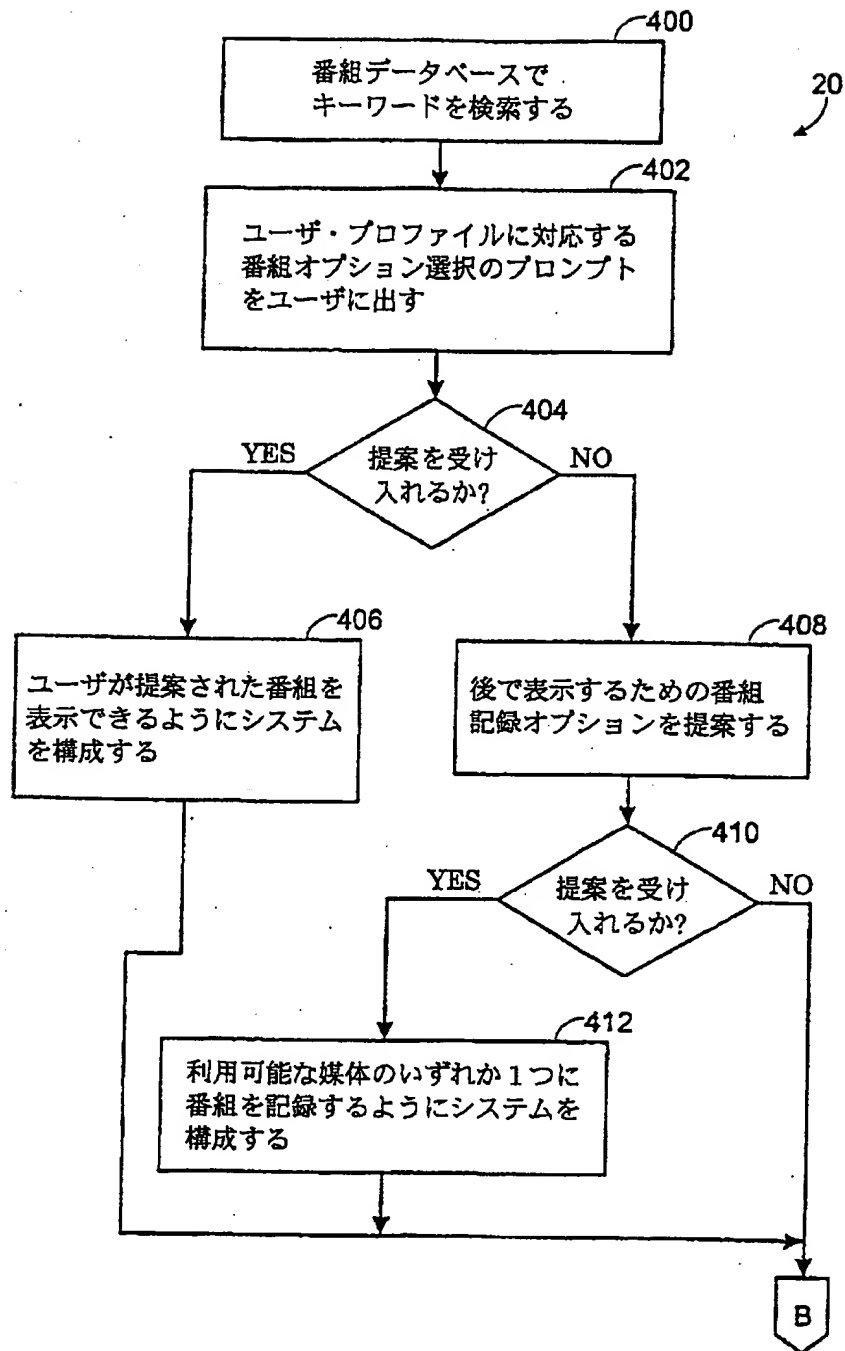 400
番組データベースで
キーワードを検索する
20
402
ユーザ・プロファイルに対応する
番組オプション選択のプロンプト
をユーザに出す
404
YES
提案を受け
入れるか?
NO
406
ユーザが提案された番組を
表示できるようにシステム
を構成する
408
後で表示するための番組
記録オプションを提案する
410
YES
提案を受け
入れるか?
NO
412
利用可能な媒体のいずれか1つに
番組を記録するようにシステムを
構成する
B